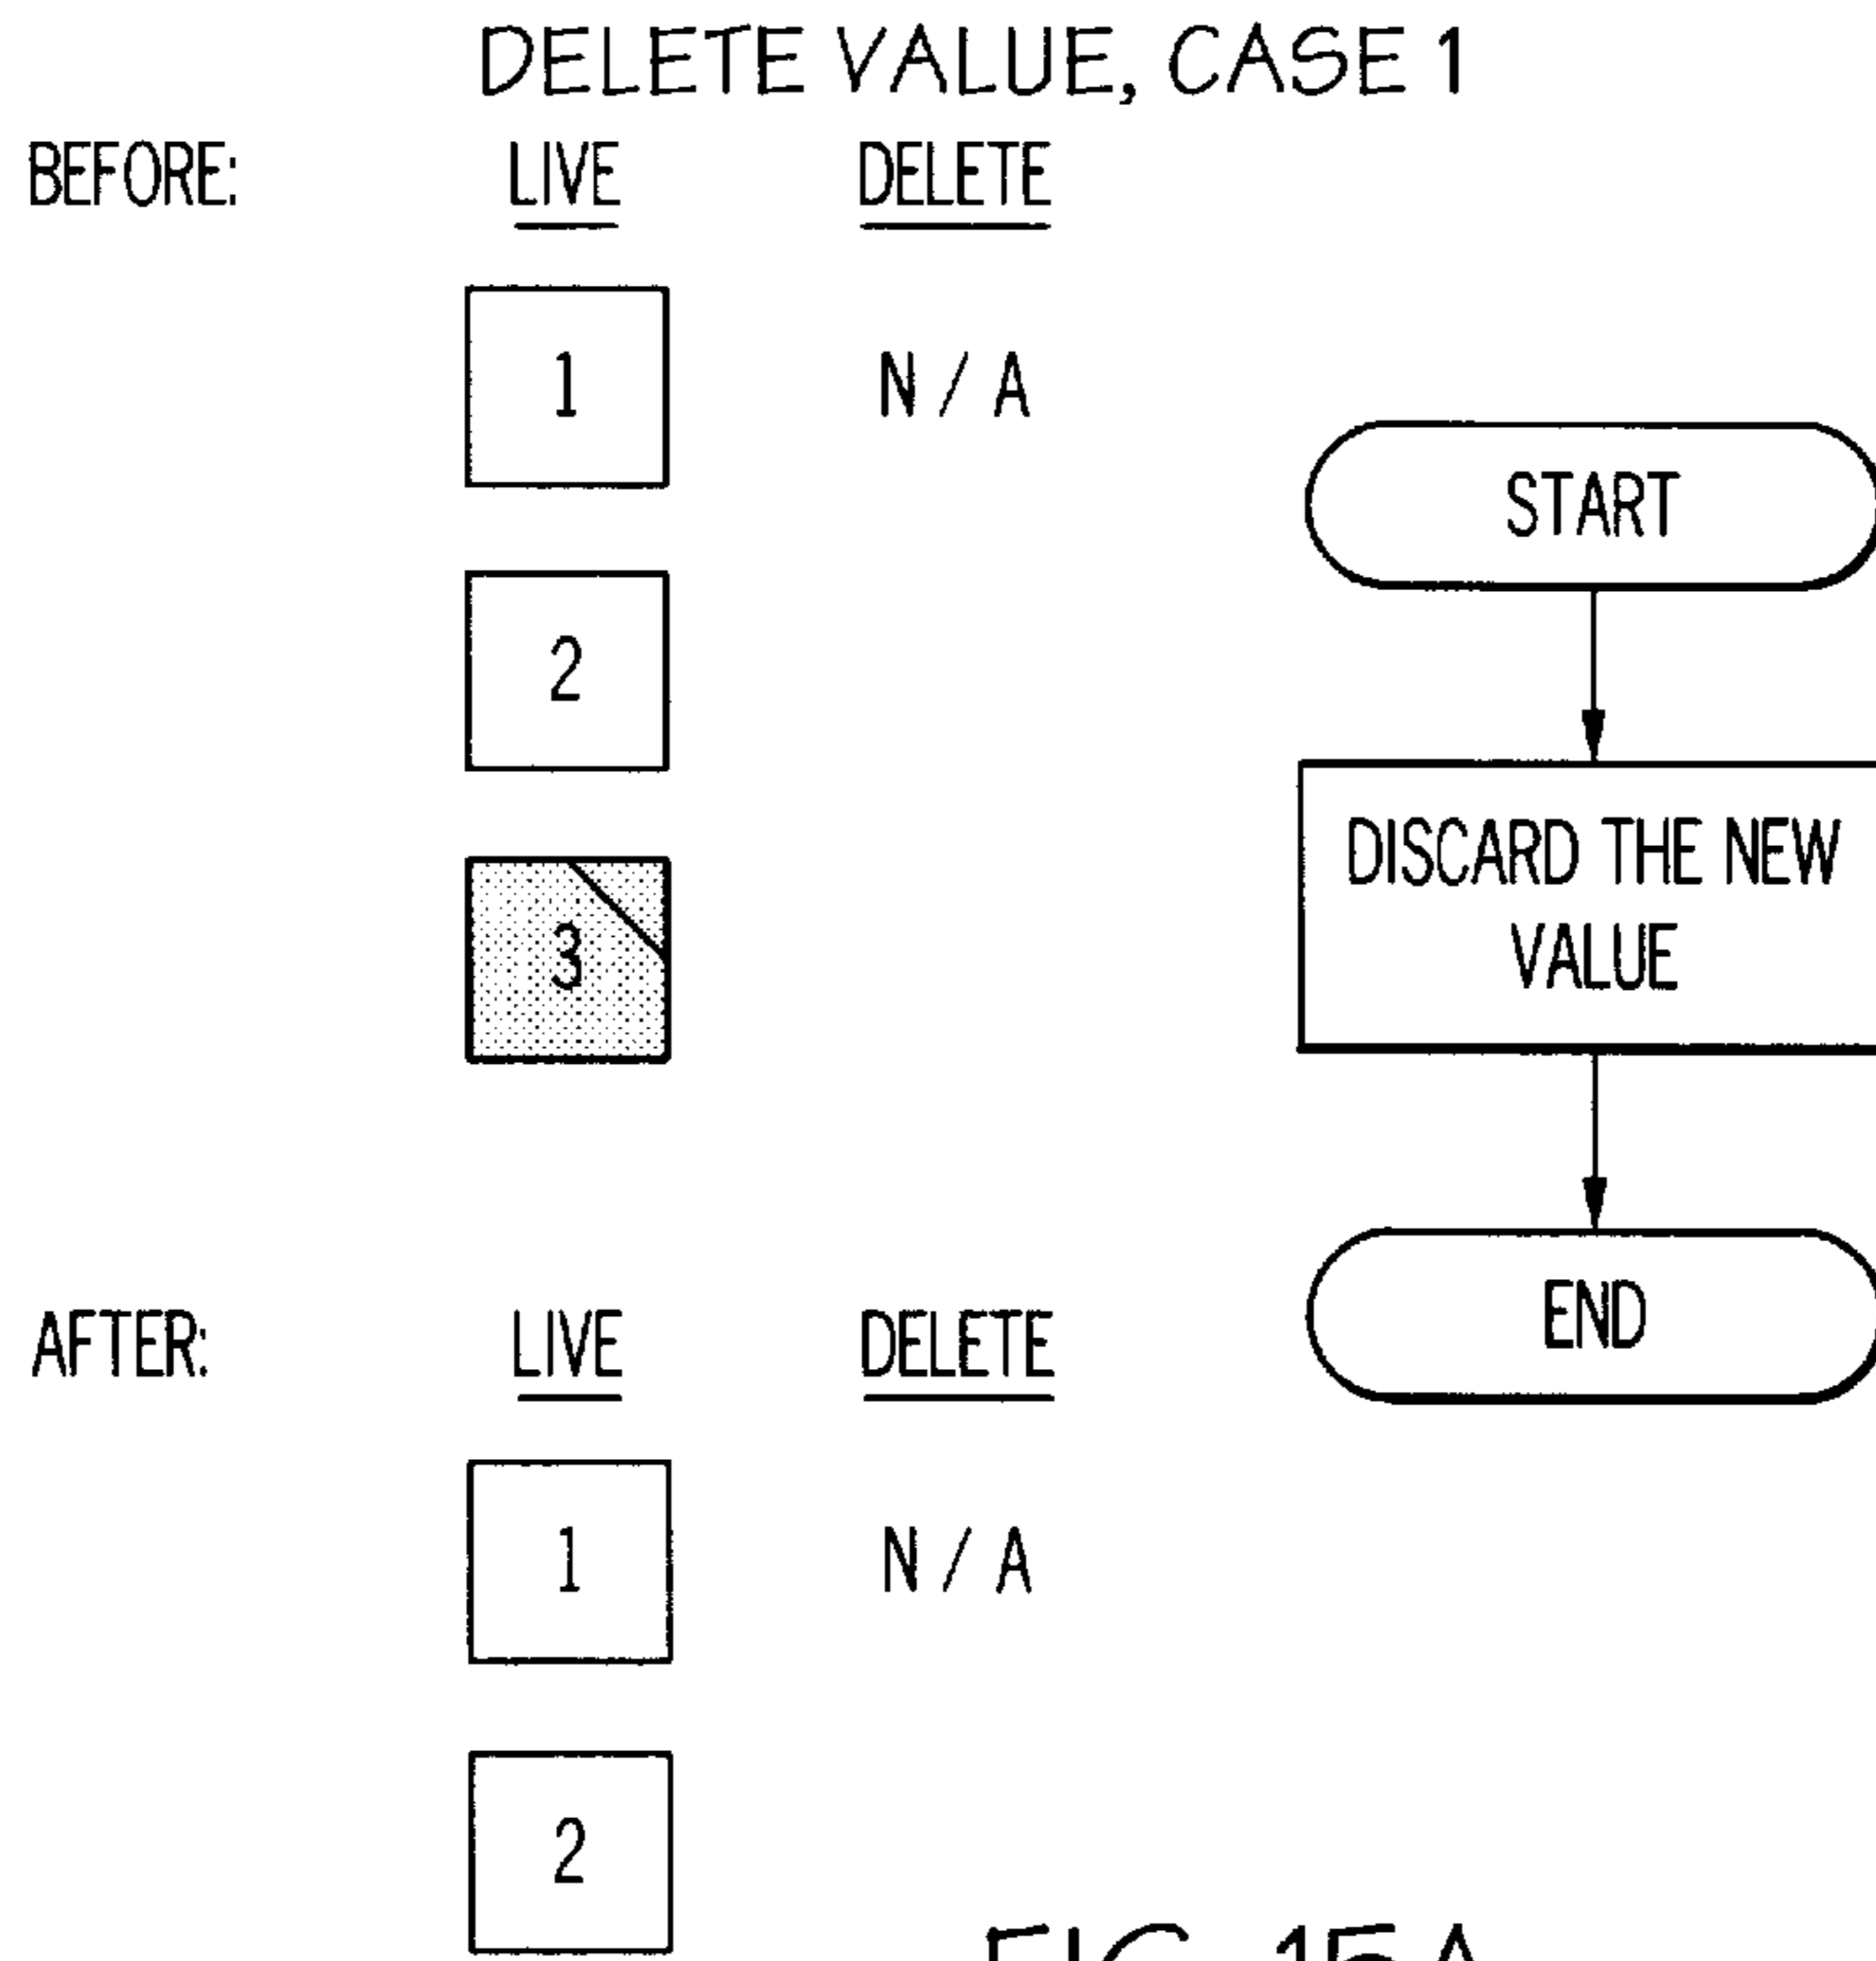 DELETE VALUE, CASE 1
BEFORE:
LIVE
DELETE
1
N / A
2
3
START
DISCARD THE NEW
VALUE
END
AFTER:
LIVE
DELETE
1
N / A
2